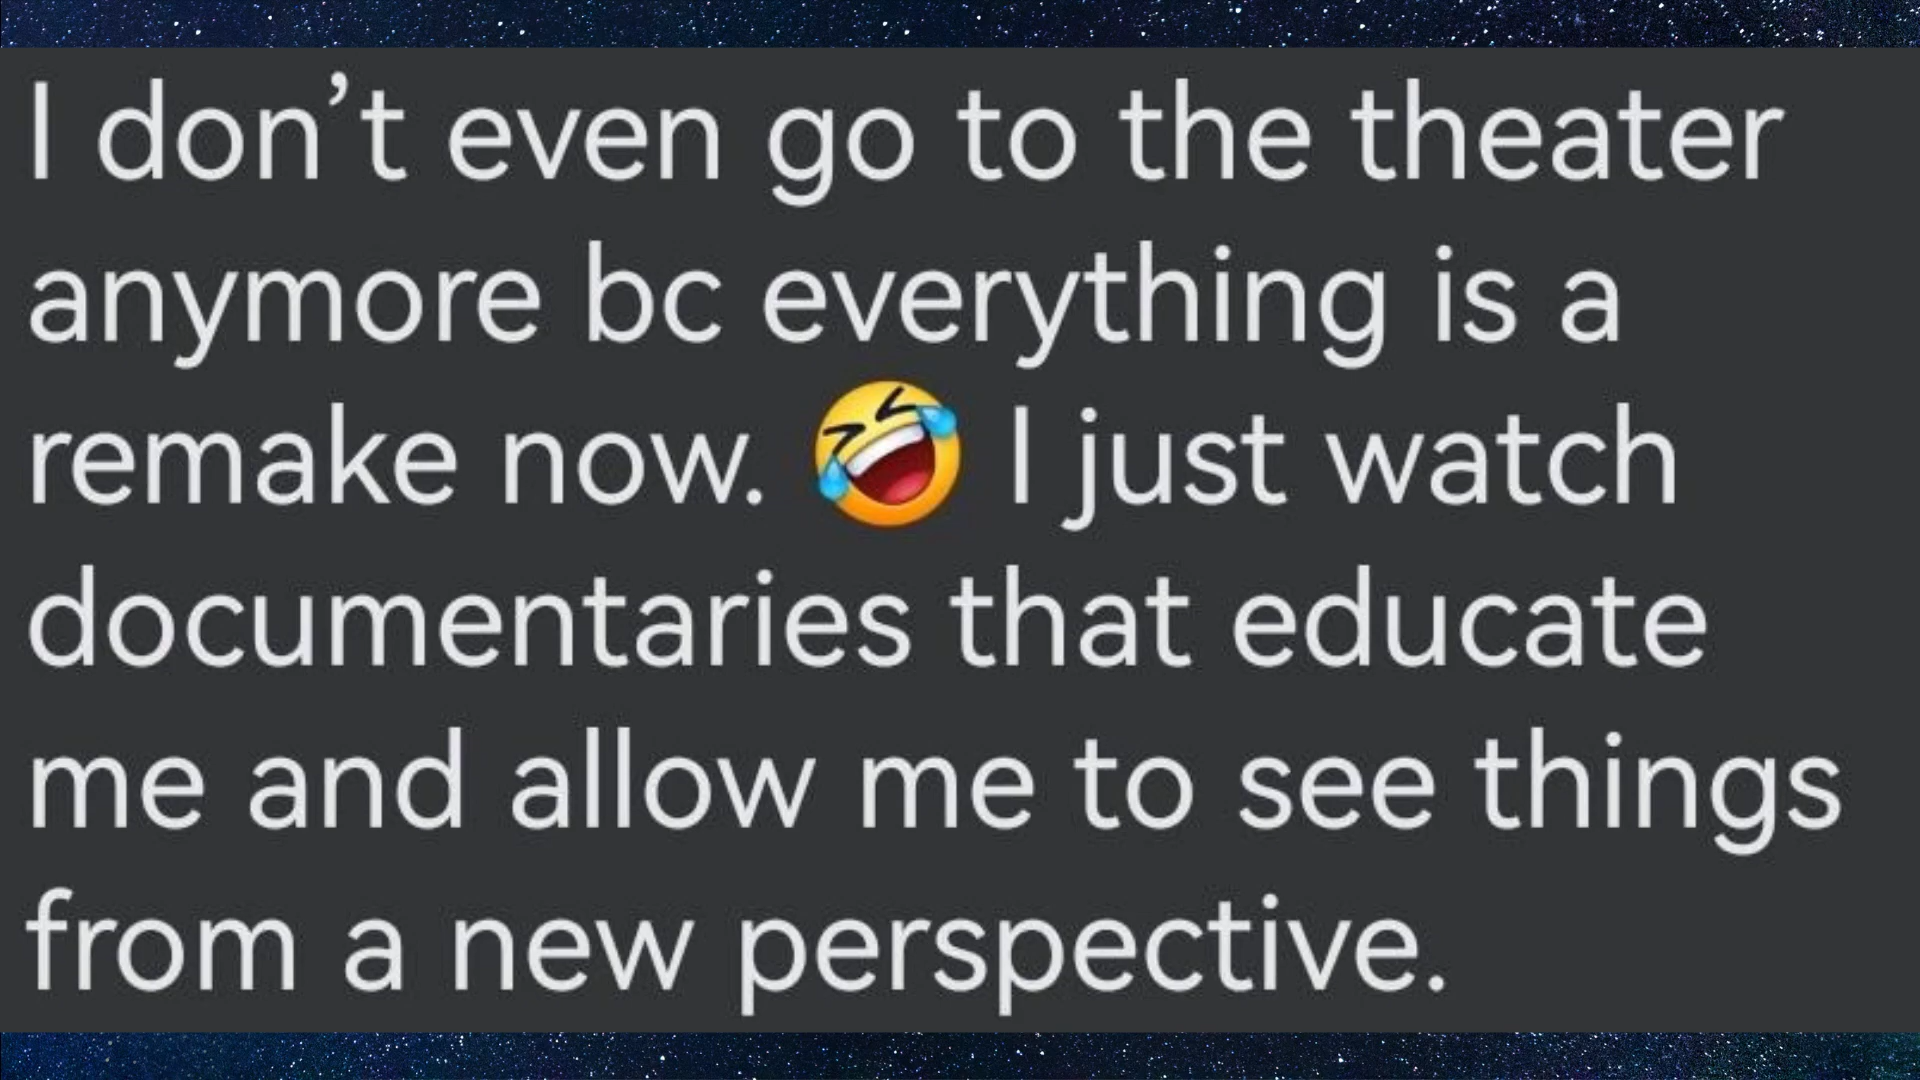 I don’t even go to the theater
anymore bc everything is a
remake now. 🤣 I just watch
documentaries that educate
me and allow me to see things
from a new perspective.